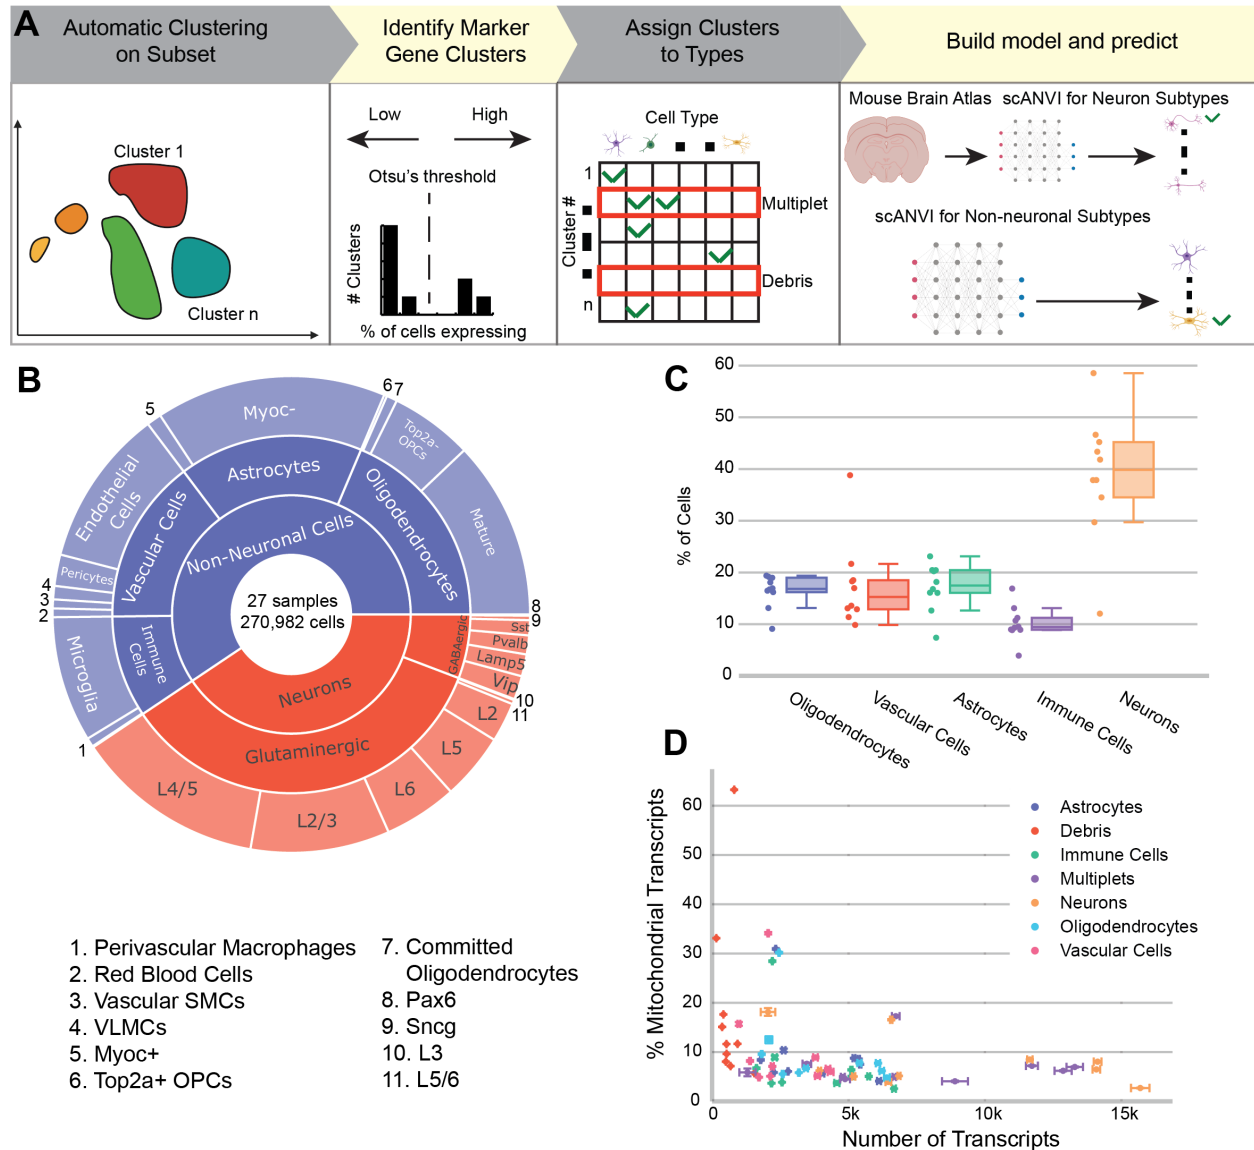 A
Automatic Clustering
on Subset
Identify Marker
Gene Clusters
Assign Clusters
to Types
Build model and predict
Cluster 1
Cluster n
Low
High
Otsu's threshold
# Clusters
% of cells expressing
Cell Type
Cluster #
1
n
Multiplet
Debris
Mouse Brain Atlas
scANVI for Neuron Subtypes
scANVI for Non-neuronal Subtypes
B
27 samples
270,982 cells
Non-Neuronal Cells
Neurons
Astrocytes
Oligodendrocytes
Vascular Cells
Immune
Cells
Glutaminergic
GABAergic
Myoc-
Top2a-
OPCs
Mature
Endothelial
Cells
Pericytes
Microglia
L4/5
L2/3
L6
L5
L2
Vip
Lamp5
Pvalb
Sst
1
2
3
4
5
6
7
8
9
10
11
1. Perivascular Macrophages
2. Red Blood Cells
3. Vascular SMCs
4. VLMCs
5. Myoc+
6. Top2a+ OPCs
7. Committed
Oligodendrocytes
8. Pax6
9. Sncg
10. L3
11. L5/6
C
% of Cells
60
50
40
30
20
10
0
Oligodendrocytes
Vascular Cells
Astrocytes
Immune Cells
Neurons
D
% Mitochondrial Transcripts
60
50
40
30
20
10
0
0
5k
10k
15k
Number of Transcripts
Astrocytes
Debris
Immune Cells
Multiplets
Neurons
Oligodendrocytes
Vascular Cells